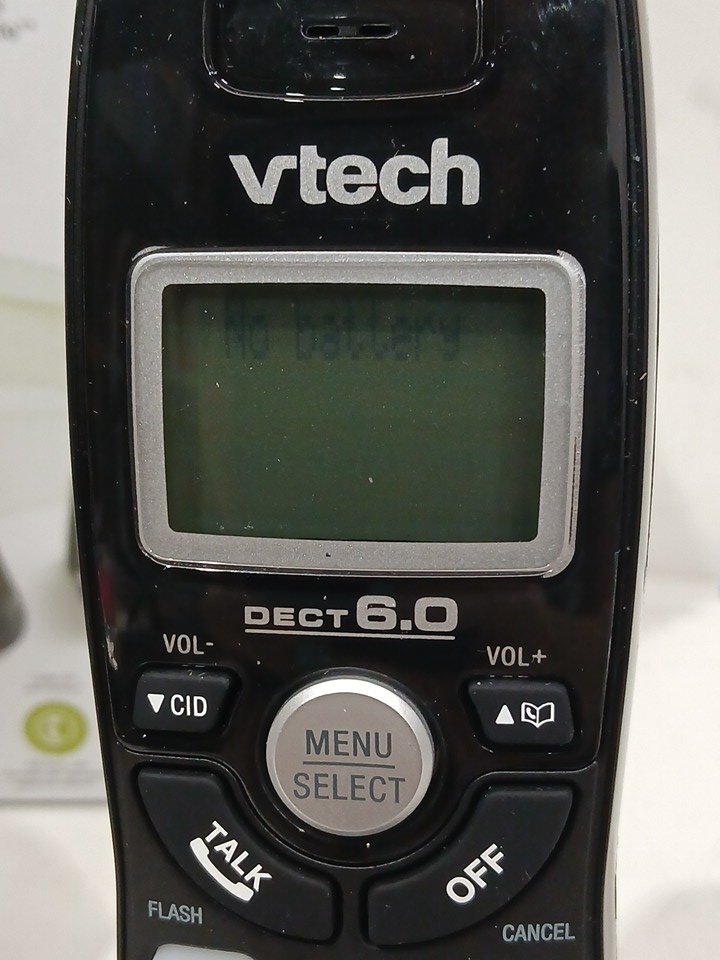 vtech
No battery
DECT 6.0
VOL-
VOL+
CID
MENU
SELECT
TALK
OFF
FLASH
CANCEL